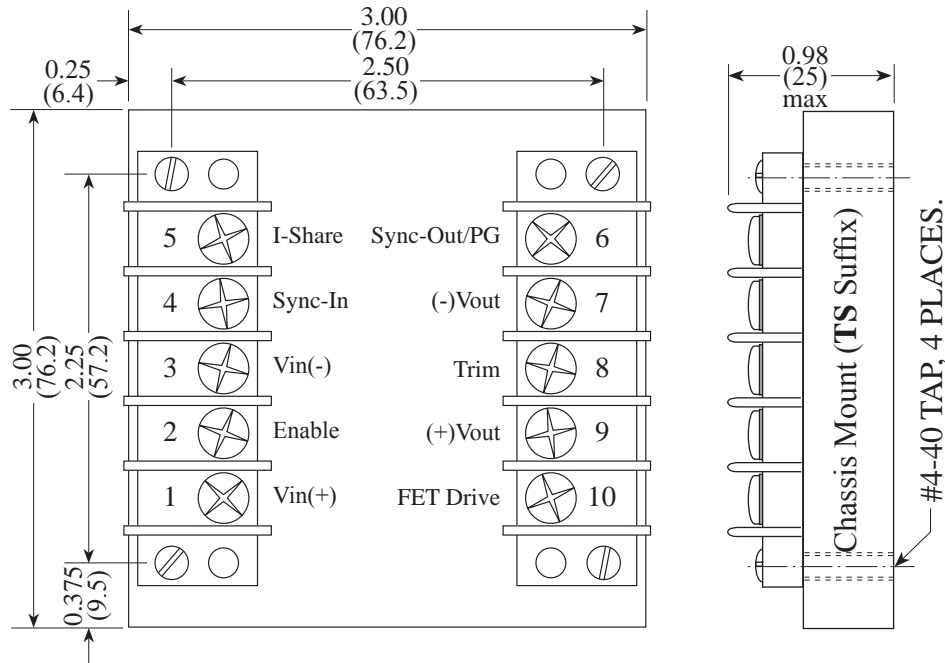 3.00
(76.2)
2.50
(63.5)
0.25
(6.4)
0.98
(25)
max
5 I-Share Sync-Out/PG 6
4 Sync-In (-)Vout 7
3 Vin(-) Trim 8
2 Enable (+)Vout 9
1 Vin(+) FET Drive 10
3.00
(76.2)
2.25
(57.2)
0.375
(9.5)
Chassis Mount (TS Suffix)
#4-40 TAP, 4 PLACES.